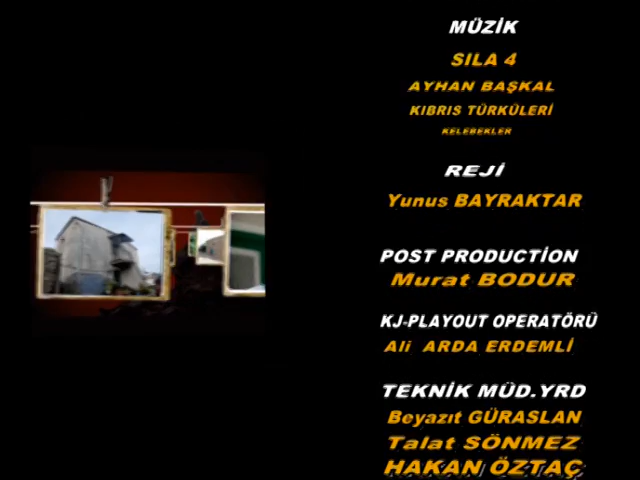 MÜZİK
SILA 4
AYHAN BAŞKAL
KIBRIS TÜRKÜLERİ
KELEBEKLER
REJİ
Yunus BAYRAKTAR
POST PRODUCTİON
Murat BODUR
KJ-PLAYOUT OPERATÖRÜ
Ali ARDA ERDEMLİ
TEKNİK MÜD.YRD
Beyazıt GÜRASLAN
Talat SÖNMEZ
HAKAN ÖZTAÇ